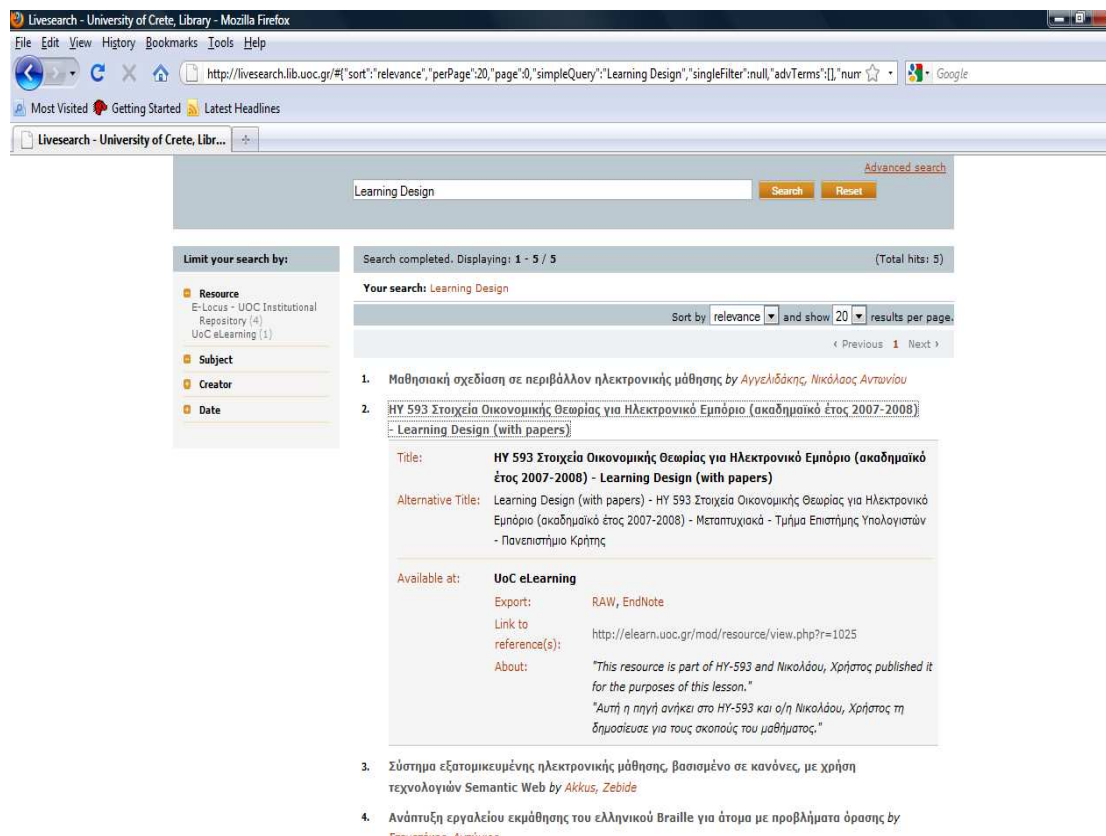 Livesearch - University of Crete, Library - Mozilla Firefox
File Edit View History Bookmarks Tools Help
http://livesearch.lib.uoc.gr/#{"sort":"relevance","perPage":20,"page":0,"simpleQuery":"Learning Design","singleFilter":null,"advTerms":[],"num
Google
Most Visited Getting Started Latest Headlines
Livesearch - University of Crete, Libr...
Advanced search
Learning Design Search Reset
Limit your search by:
Resource
E-Locus - UOC Institutional
Repository (4)
UoC eLearning (1)
Subject
Creator
Date
Search completed. Displaying: 1 - 5 / 5 (Total hits: 5)
Your search: Learning Design
Sort by relevance and show 20 results per page.
‹ Previous 1 Next ›
1. Μαθησιακή σχεδίαση σε περιβάλλον ηλεκτρονικής μάθησης by Αγγελιδάκης, Νικόλαος Αντωνίου
2. ΗΥ 593 Στοιχεία Οικονομικής Θεωρίας για Ηλεκτρονικό Εμπόριο (ακαδημαϊκό έτος 2007-2008)
- Learning Design (with papers)
Title: ΗΥ 593 Στοιχεία Οικονομικής Θεωρίας για Ηλεκτρονικό Εμπόριο (ακαδημαϊκό
έτος 2007-2008) - Learning Design (with papers)
Alternative Title: Learning Design (with papers) - ΗΥ 593 Στοιχεία Οικονομικής Θεωρίας για Ηλεκτρονικό
Εμπόριο (ακαδημαϊκό έτος 2007-2008) - Μεταπτυχιακά - Τμήμα Επιστήμης Υπολογιστών
- Πανεπιστήμιο Κρήτης
Available at: UoC eLearning
Export: RAW, EndNote
Link to
reference(s): http://elearn.uoc.gr/mod/resource/view.php?r=1025
About: "This resource is part of HY-593 and Νικολάου, Χρήστος published it
for the purposes of this lesson."
"Αυτή η πηγή ανήκει στο HY-593 και ο/η Νικολάου, Χρήστος τη
δημοσίευσε για τους σκοπούς του μαθήματος."
3. Σύστημα εξατομικευμένης ηλεκτρονικής μάθησης, βασισμένο σε κανόνες, με χρήση
τεχνολογιών Semantic Web by Akkus, Zebide
4. Ανάπτυξη εργαλείου εκμάθησης του ελληνικού Braille για άτομα με προβλήματα όρασης by